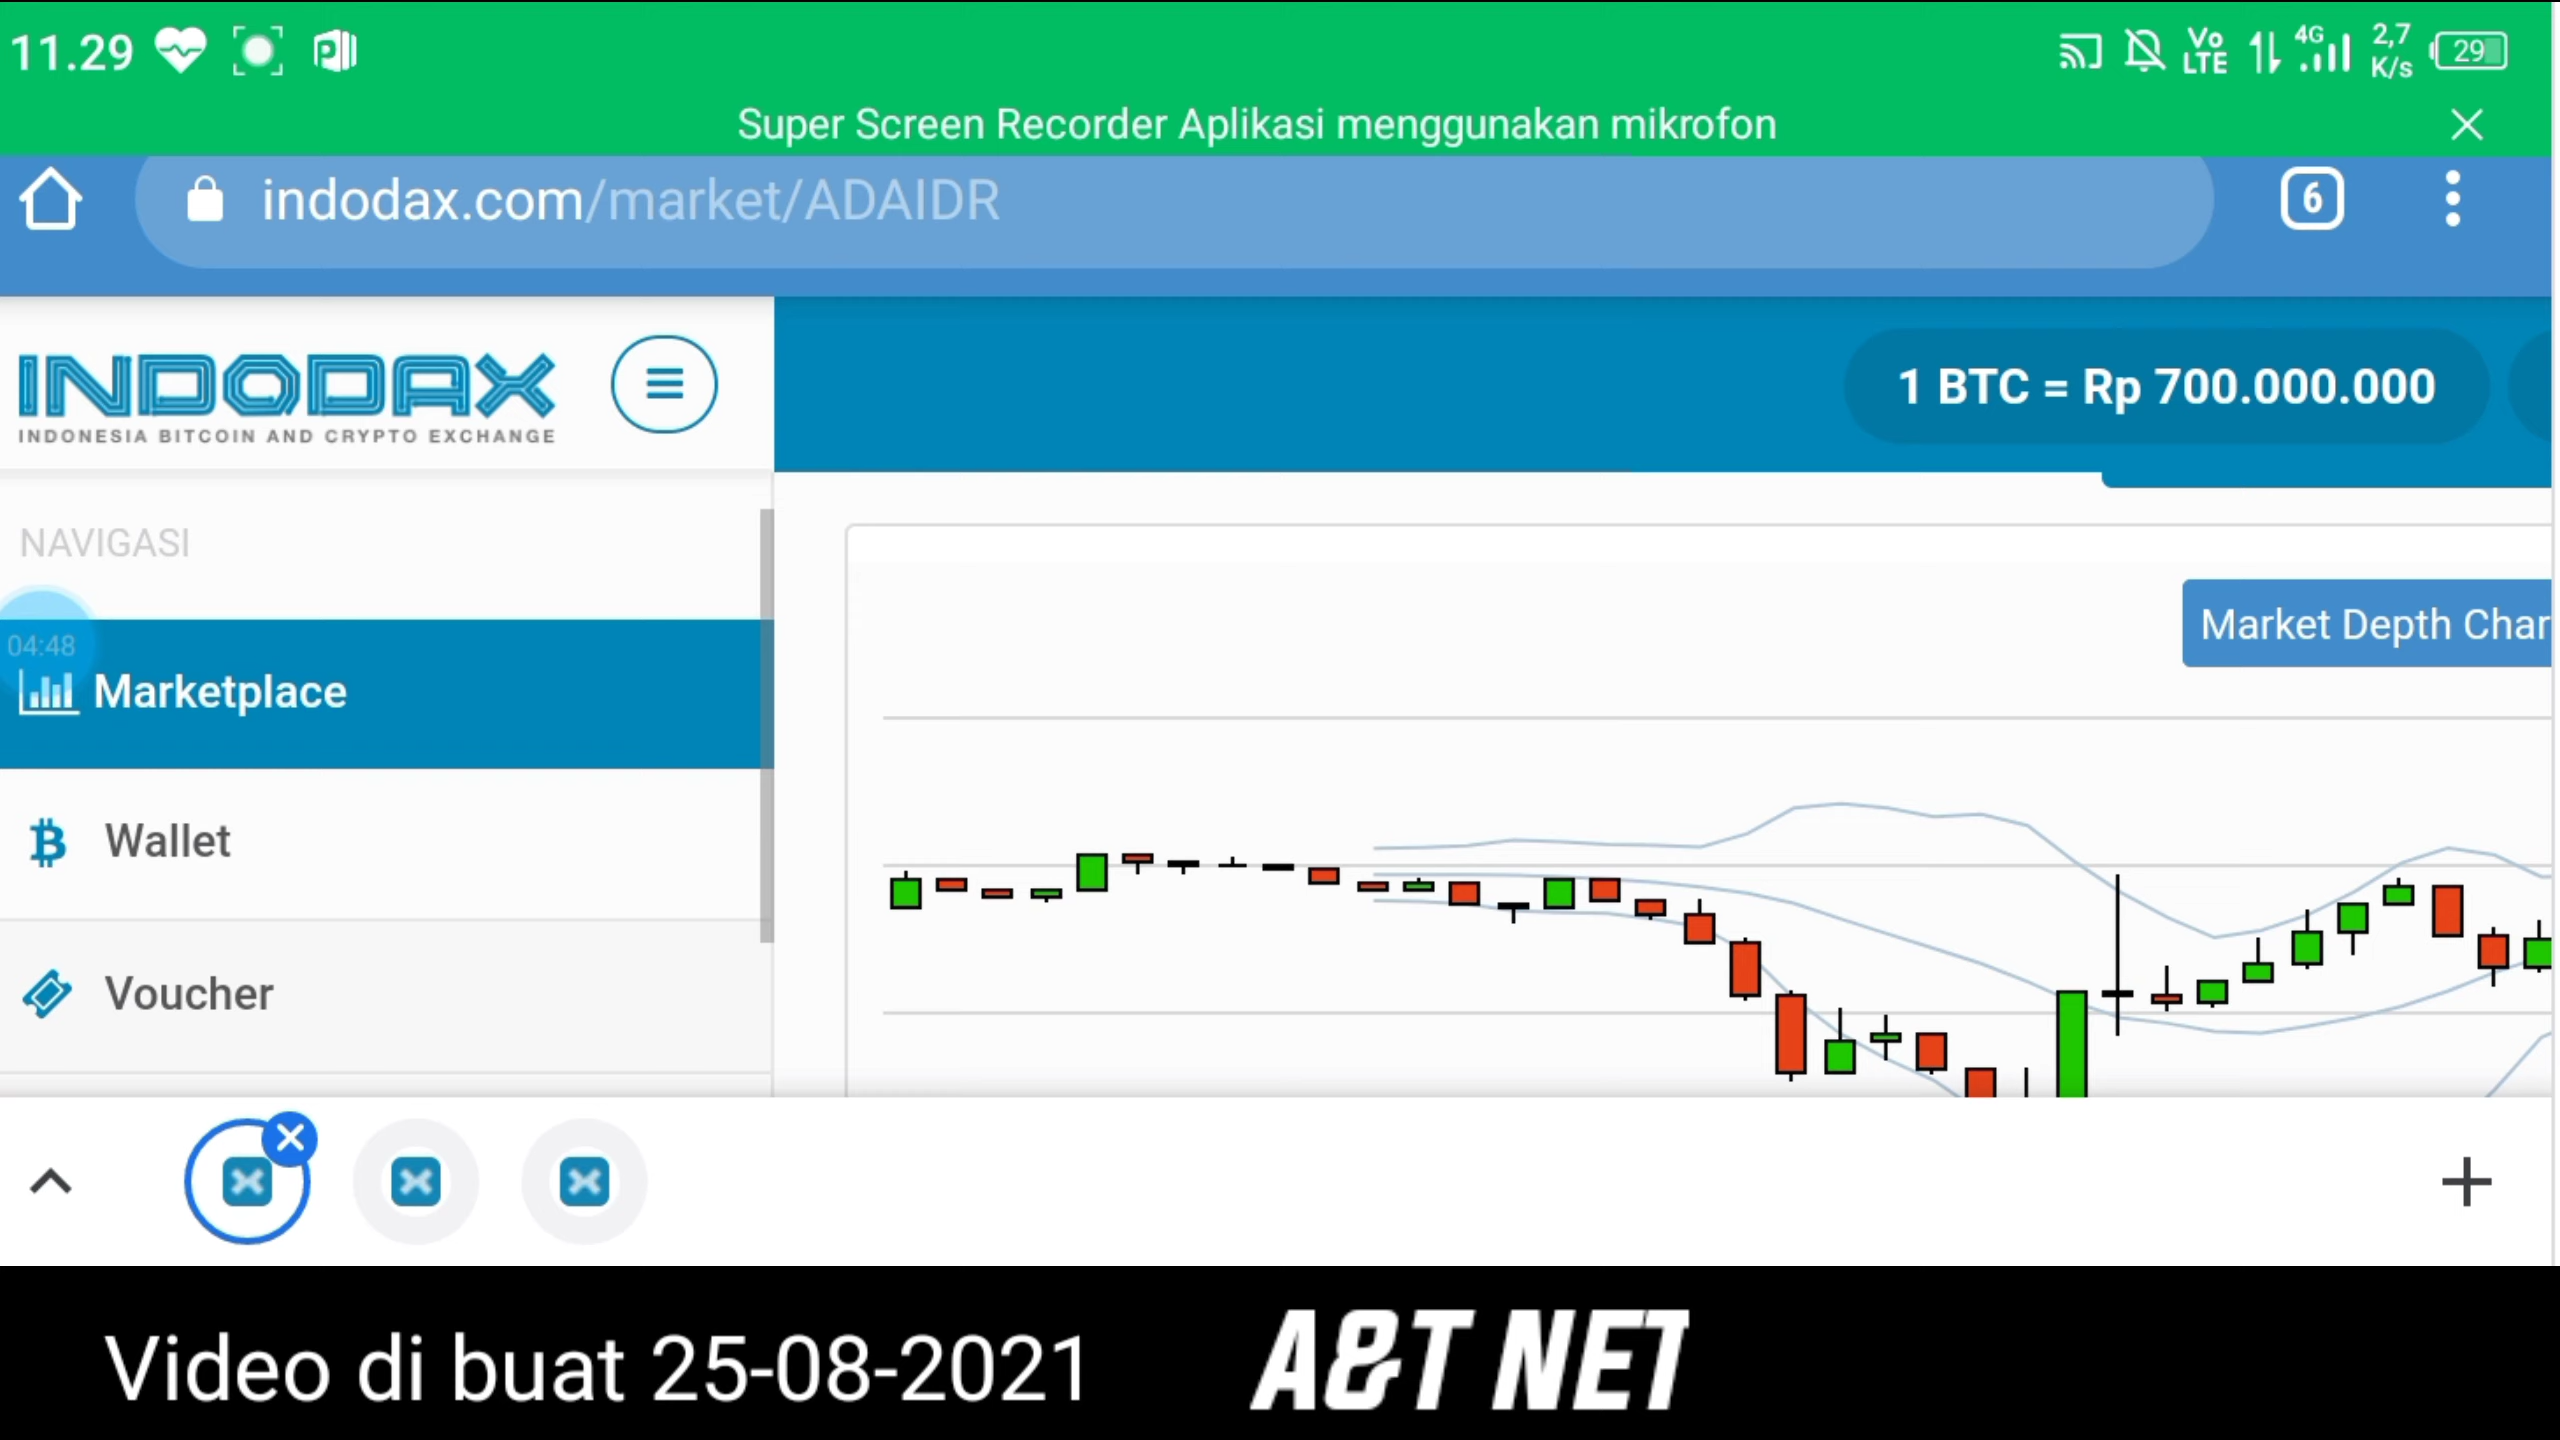 11.29
Vo LTE
4G
2,7 K/s
29
Super Screen Recorder Aplikasi menggunakan mikrofon
indodax.com/market/ADAIDR
6
INDODAX
INDONESIA BITCOIN AND CRYPTO EXCHANGE
1 BTC = Rp 700.000.000
NAVIGASI
Market Depth Char
04:48
Marketplace
Wallet
Voucher
Video di buat 25-08-2021
A&T NET